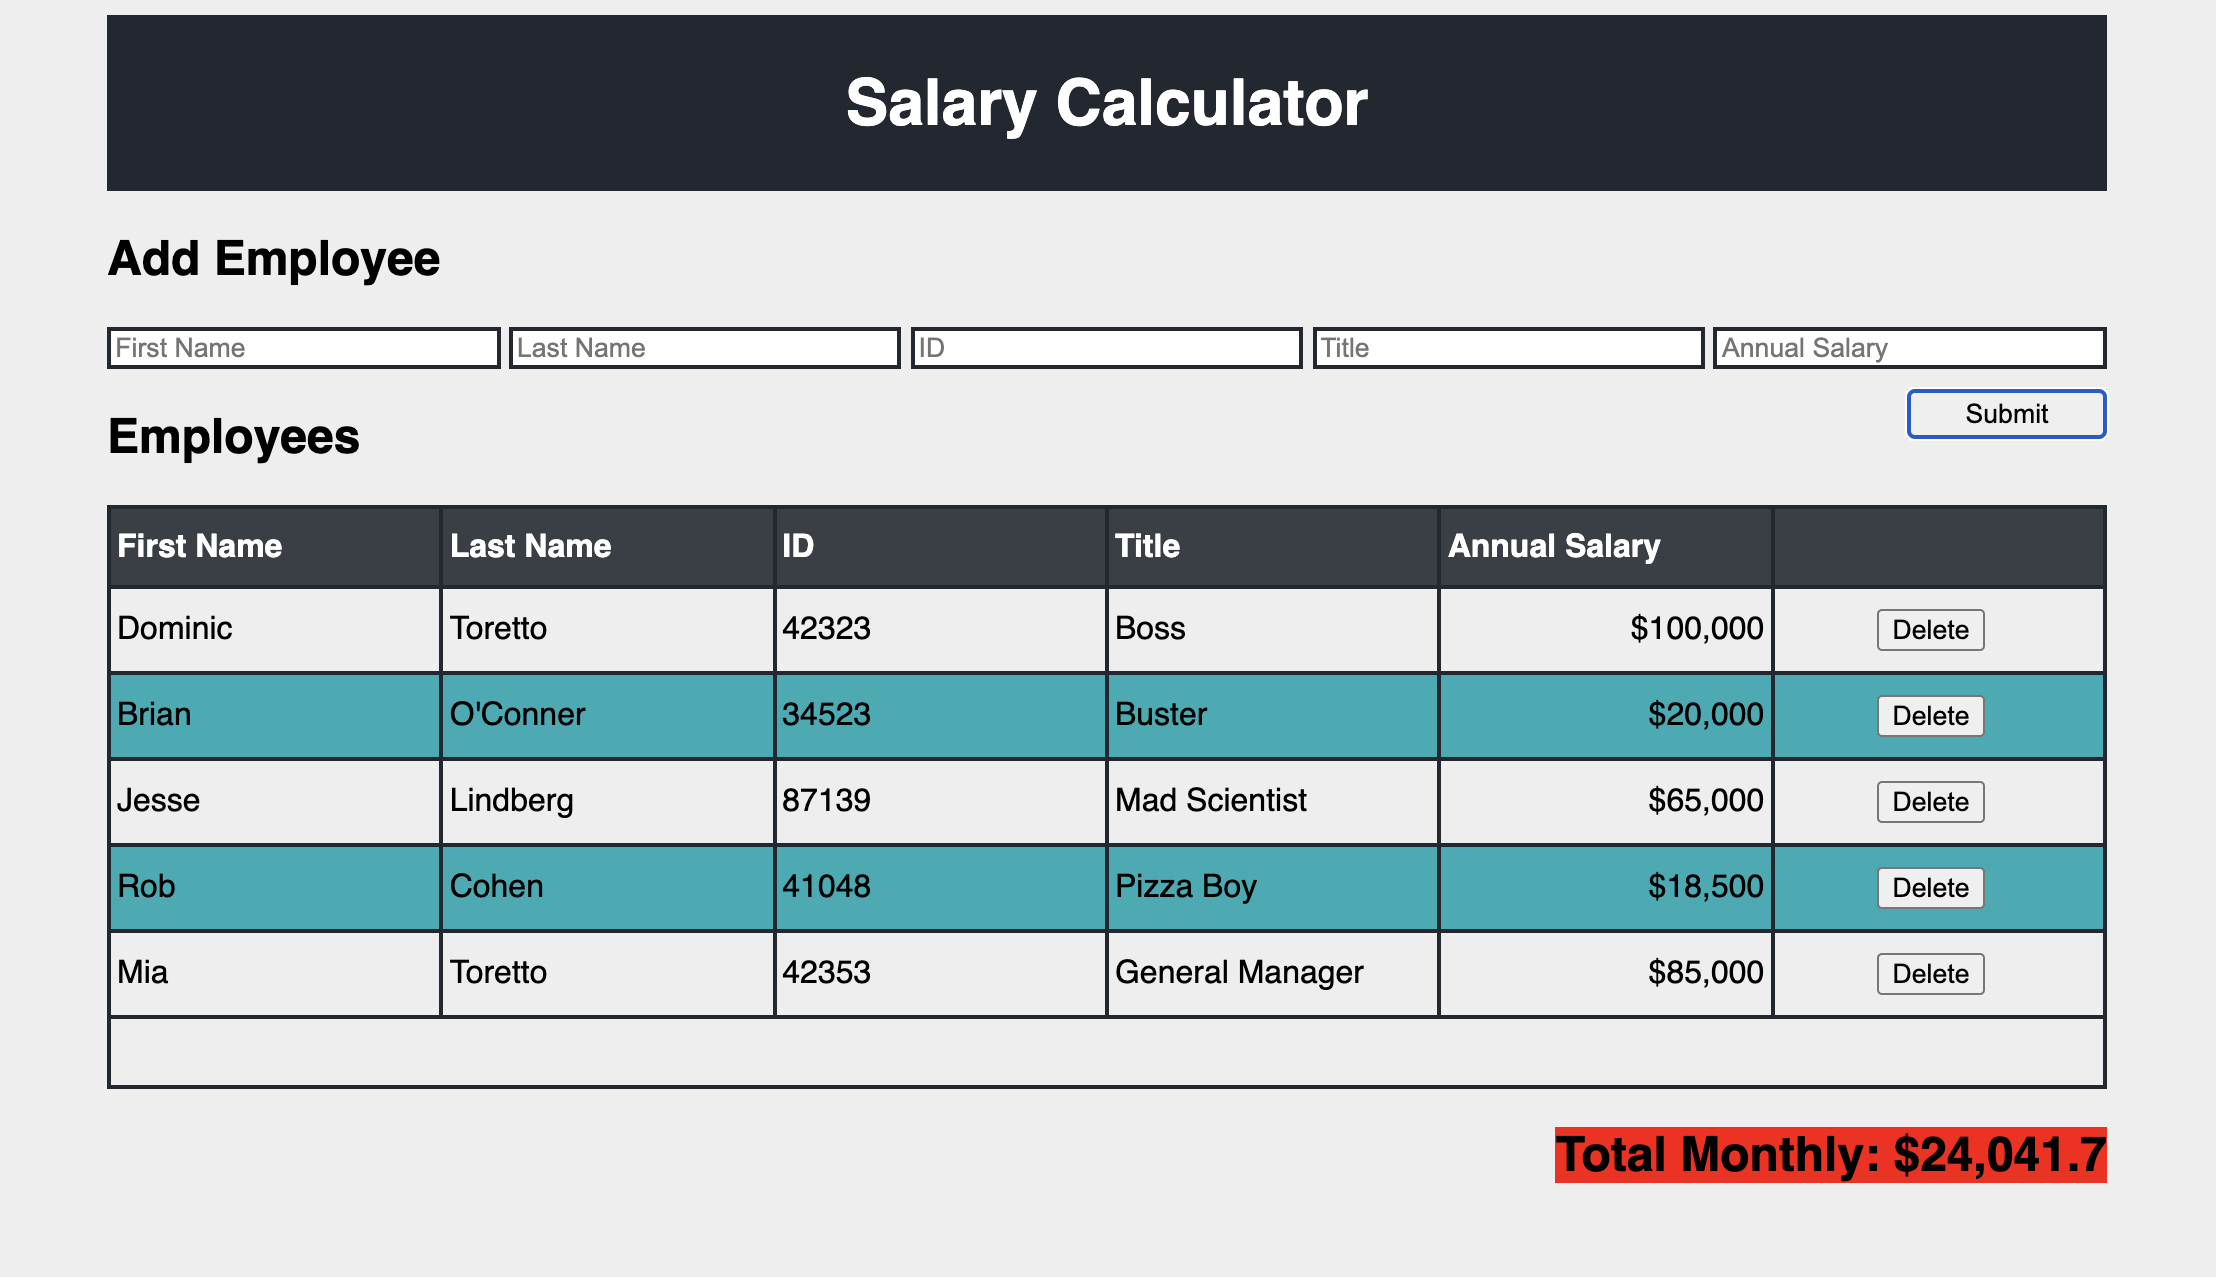 Salary Calculator
Add Employee
First Name Last Name ID Title Annual Salary
Submit
Employees
First Name Last Name ID Title Annual Salary
Dominic Toretto 42323 Boss $100,000 Delete
Brian O'Conner 34523 Buster $20,000 Delete
Jesse Lindberg 87139 Mad Scientist $65,000 Delete
Rob Cohen 41048 Pizza Boy $18,500 Delete
Mia Toretto 42353 General Manager $85,000 Delete
Total Monthly: $24,041.7